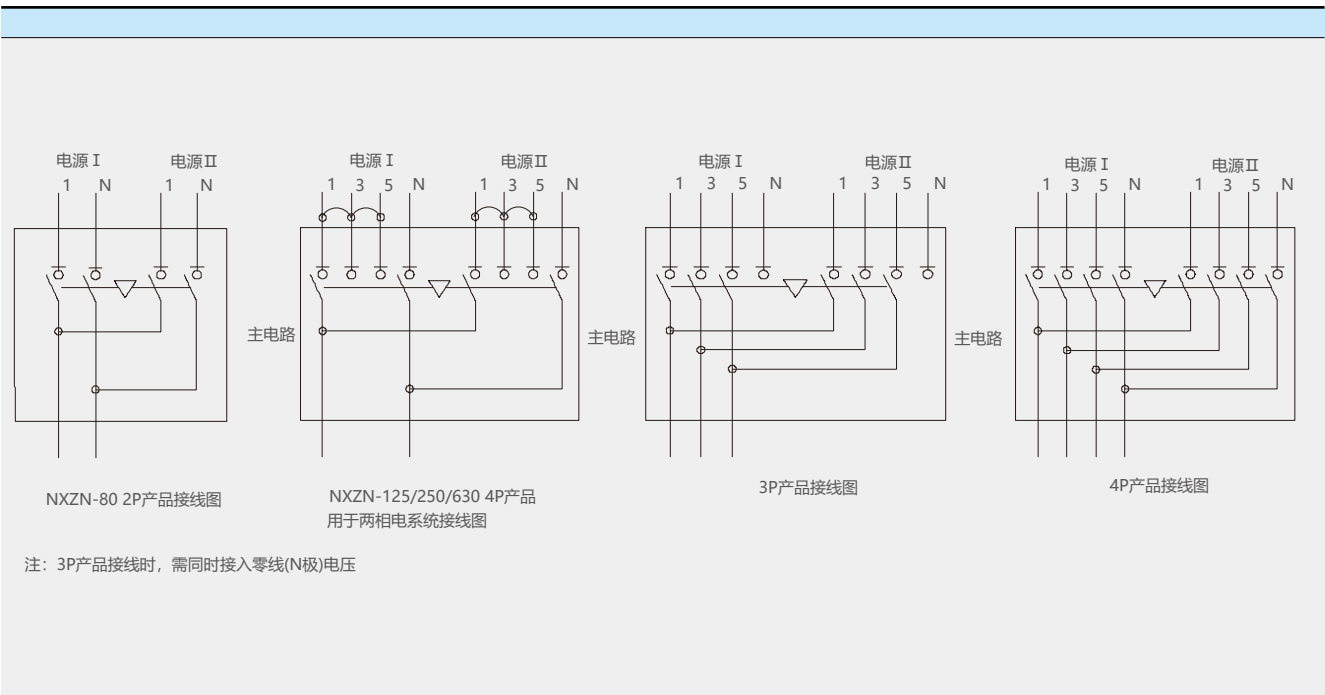 电源Ⅰ 电源Ⅱ
1 N 1 N
主电路
NXZN-80 2P产品接线图
电源Ⅰ 电源Ⅱ
1 3 5 N 1 3 5 N
主电路
NXZN-125/250/630 4P产品
用于两相电系统接线图
电源Ⅰ 电源Ⅱ
1 3 5 N 1 3 5 N
主电路
3P产品接线图
电源Ⅰ 电源Ⅱ
1 3 5 N 1 3 5 N
4P产品接线图
注：3P产品接线时，需同时接入零线(N极)电压